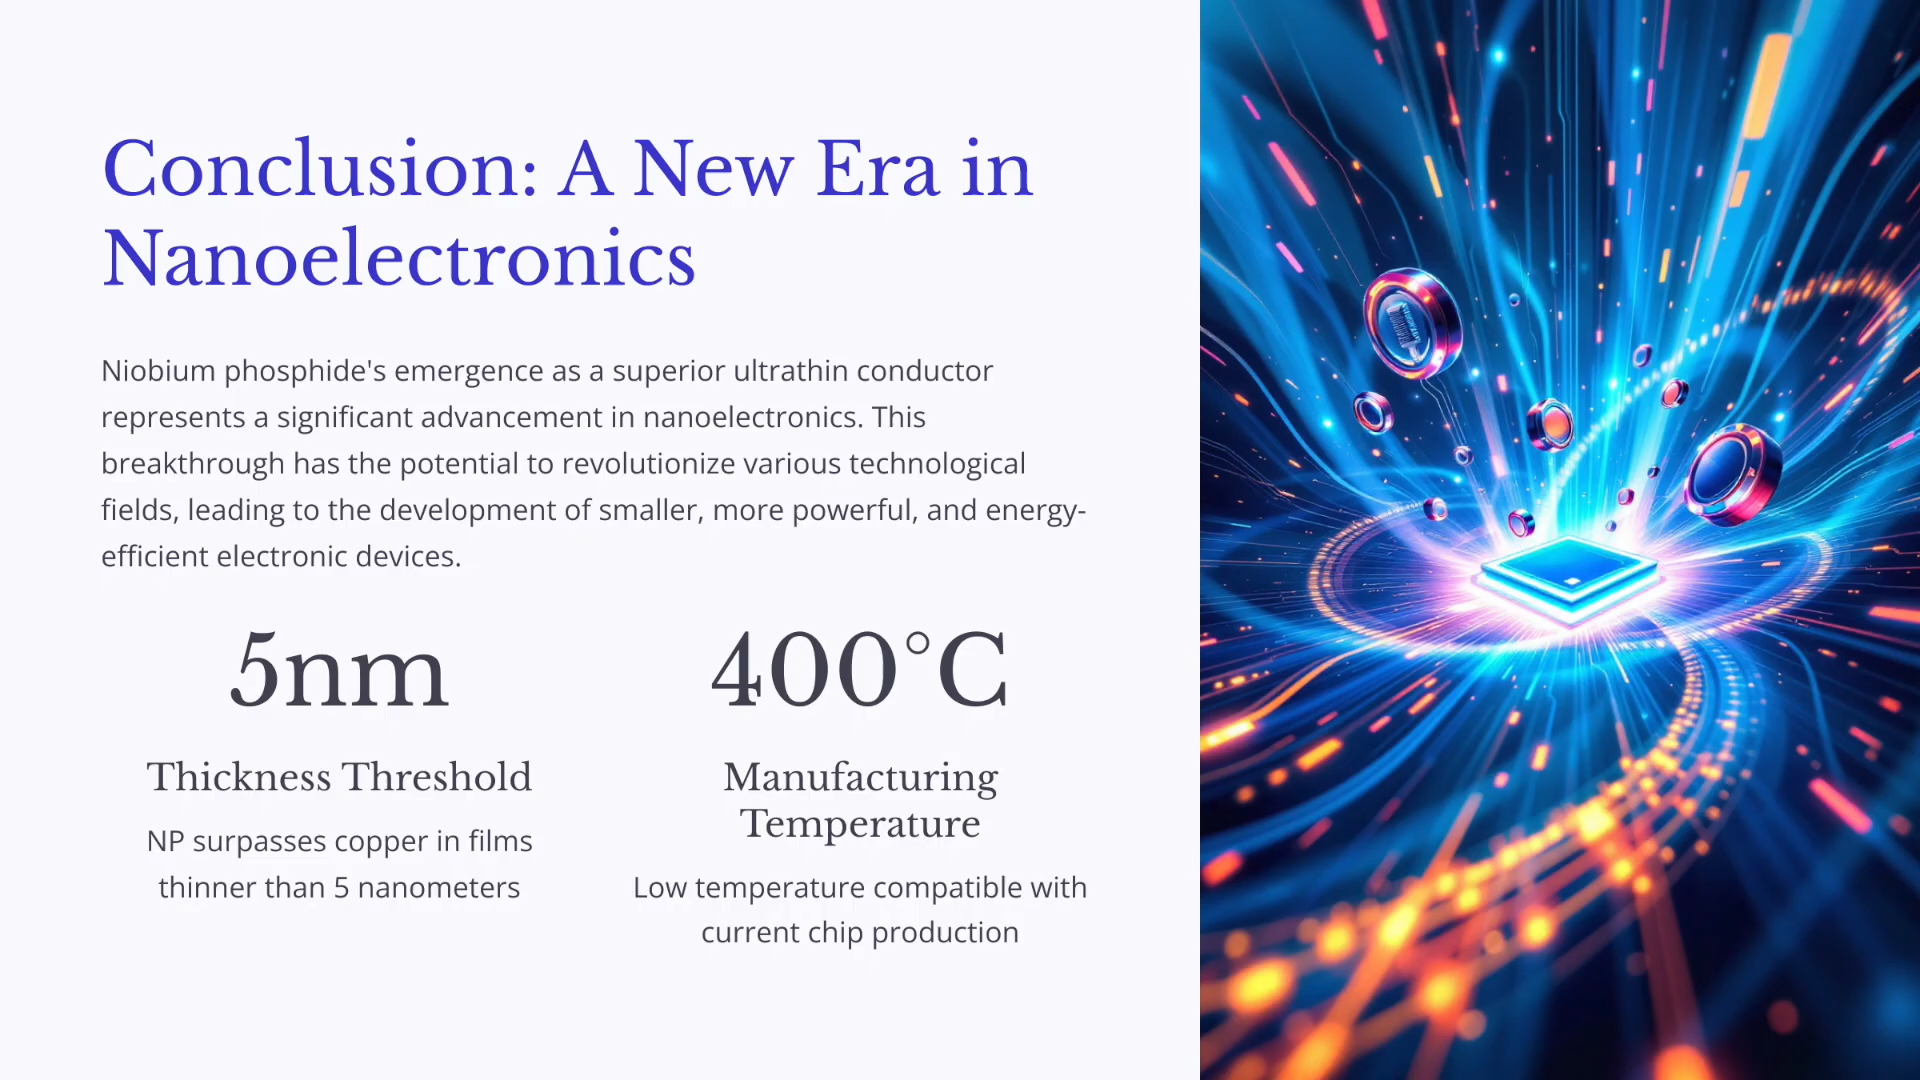 Conclusion: A New Era in
Nanoelectronics
Niobium phosphide's emergence as a superior ultrathin conductor
represents a significant advancement in nanoelectronics. This
breakthrough has the potential to revolutionize various technological
fields, leading to the development of smaller, more powerful, and energy-
efficient electronic devices.
5nm
Thickness Threshold
NP surpasses copper in films
thinner than 5 nanometers
400°C
Manufacturing
Temperature
Low temperature compatible with
current chip production